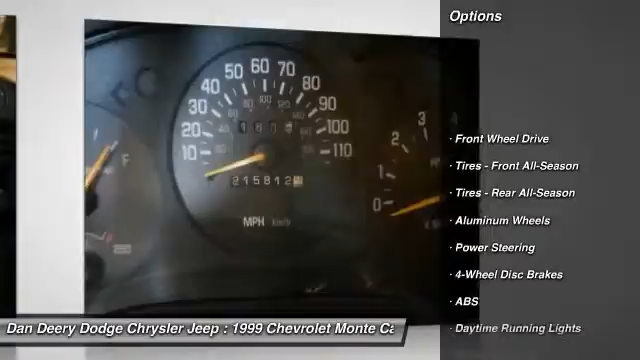 Options
60
50 70
40 80
30 90
20 100
10 110
F
215812
MPH km/h
2
1
0
· Front Wheel Drive
· Tires - Front All-Season
· Tires - Rear All-Season
· Aluminum Wheels
· Power Steering
· 4-Wheel Disc Brakes
· ABS
· Daytime Running Lights
Dan Deery Dodge Chrysler Jeep : 1999 Chevrolet Monte Ca